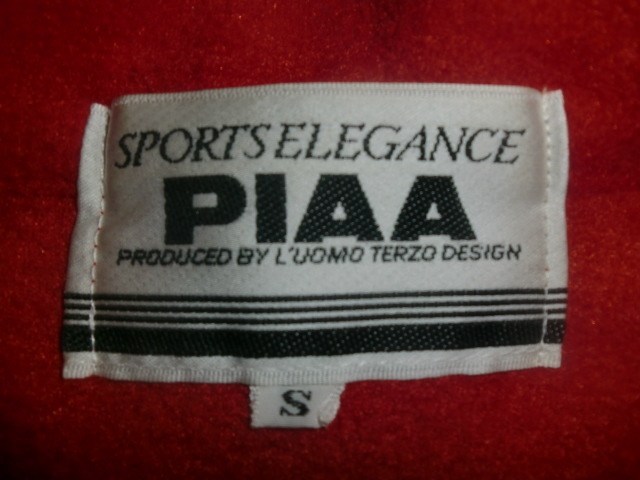 SPORTS ELEGANCE
PIAA
PRODUCED BY L'UOMO TERZO DESIGN
S